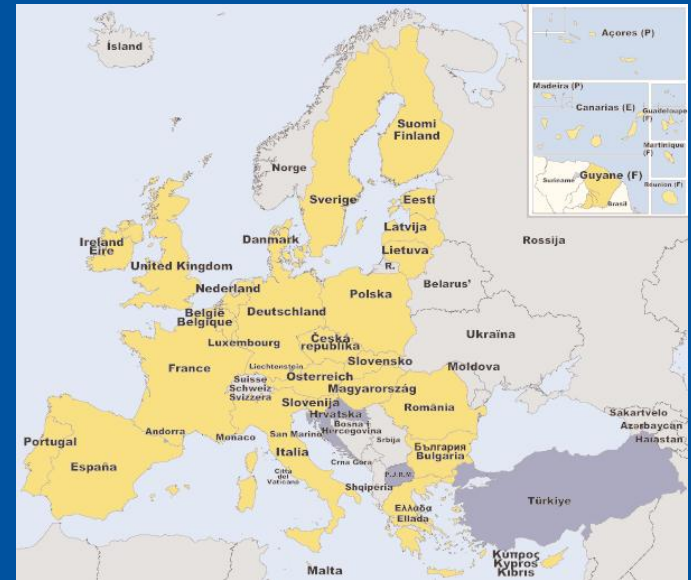 Ísland
Açores (P)
Madeira (P)
Canarias (E)
Guadeloupe
(F)
Martinique
(F)
Guyane (F)
Suriname
Brasil
Réunion (F)
Suomi
Finland
Norge
Sverige
Eesti
Latvija
Lietuva
R.
Rossija
Danmark
Ireland
Éire
United Kingdom
Nederland
België
Belgique
Deutschland
Polska
Belarus'
Luxembourg
Česká
republika
Ukraïna
France
Liechtenstein
Slovensko
Moldova
Suisse
Schweiz
Svizzera
Österreich
Magyarország
Slovenija
Hrvatska
România
Bosna i
Hercegovina
Srbija
Sakartvelo
Azərbaycan
Haïastan
Portugal
España
Andorra
Monaco
San Marino
Italia
Città
del
Vaticano
Crna Gora
България
Bulgaria
P.J.R.M.
Shqipëria
Ελλάδα
Ellada
Türkiye
Malta
Κύπρος
Kypros
Kıbrıs